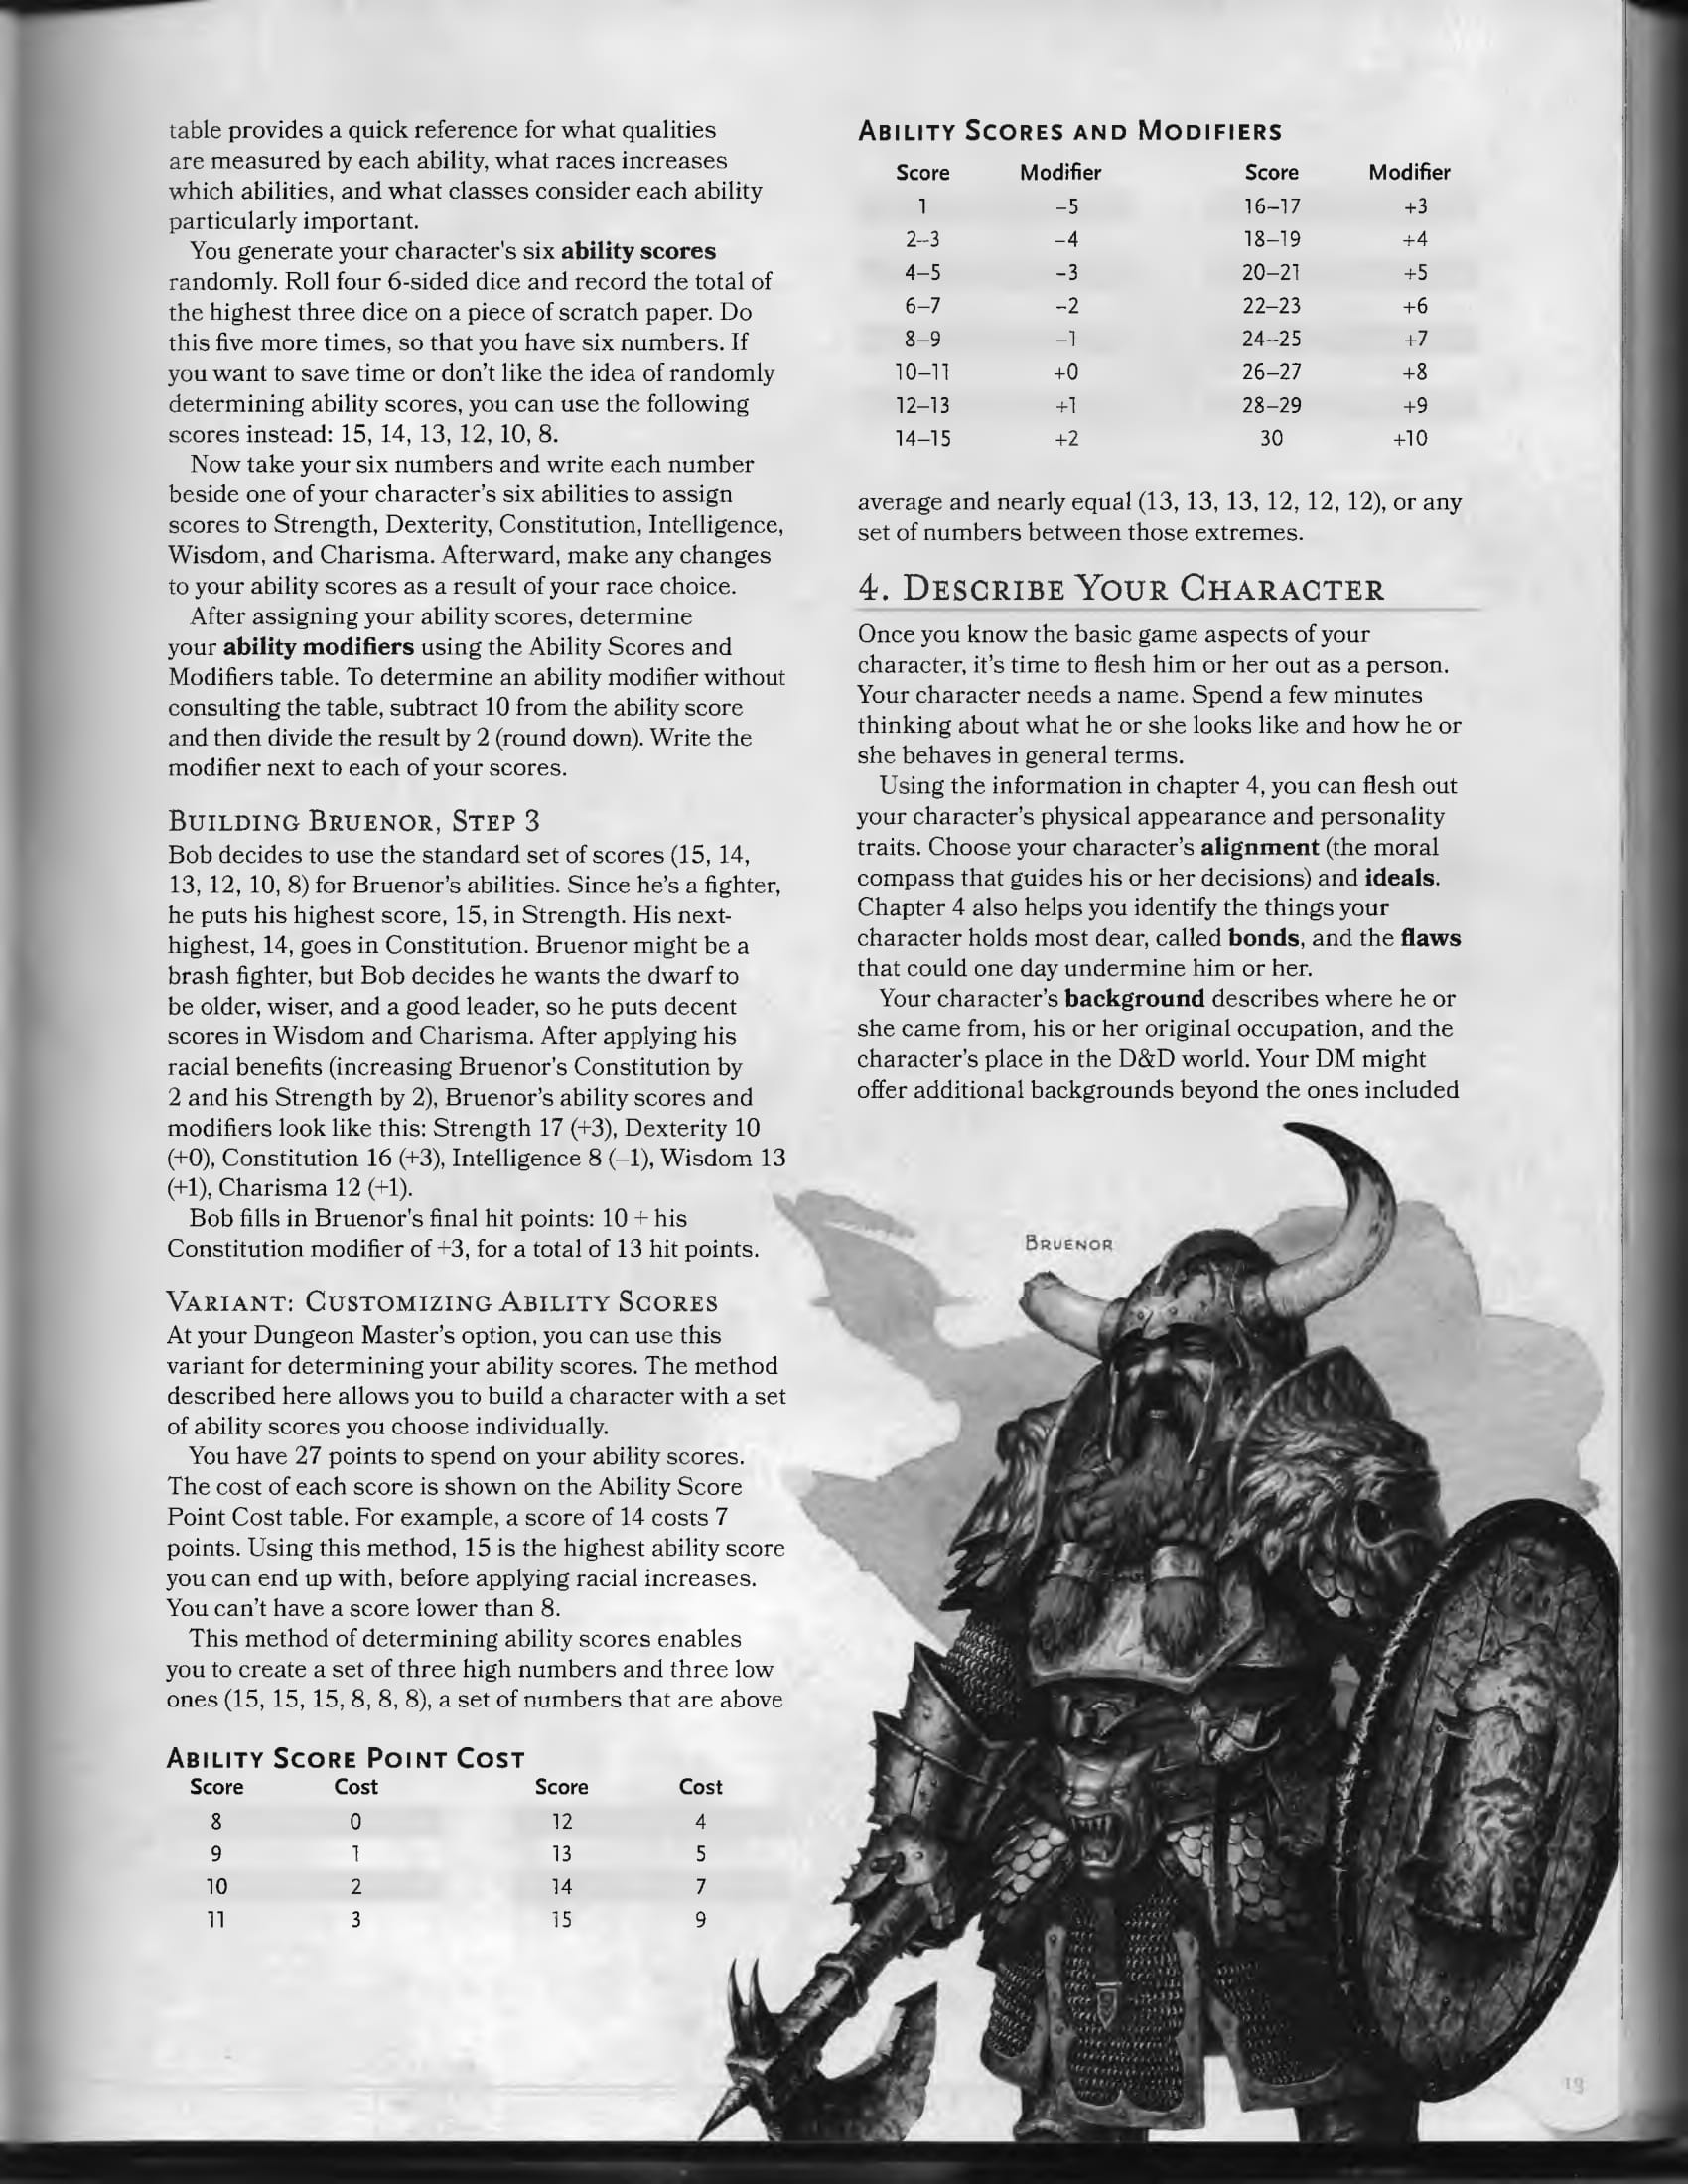 table provides a quick reference for what qualities
are measured by each ability, what races increases
which abilities, and what classes consider each ability
particularly important.
You generate your character's six ability scores
randomly. Roll four 6-sided dice and record the total of
the highest three dice on a piece of scratch paper. Do
this five more times, so that you have six numbers. If
you want to save time or don't like the idea of randomly
determining ability scores, you can use the following
scores instead: 15, 14, 13, 12, 10, 8.
Now take your six numbers and write each number
beside one of your character's six abilities to assign
scores to Strength, Dexterity, Constitution, Intelligence,
Wisdom, and Charisma. Afterward, make any changes
to your ability scores as a result of your race choice.
After assigning your ability scores, determine
your ability modifiers using the Ability Scores and
Modifiers table. To determine an ability modifier without
consulting the table, subtract 10 from the ability score
and then divide the result by 2 (round down). Write the
modifier next to each of your scores.
BUILDING BRUENOR, STEP 3
Bob decides to use the standard set of scores (15, 14,
13, 12, 10, 8) for Bruenor's abilities. Since he's a fighter,
he puts his highest score, 15, in Strength. His next-
highest, 14, goes in Constitution. Bruenor might be a
brash fighter, but Bob decides he wants the dwarf to
be older, wiser, and a good leader, so he puts decent
scores in Wisdom and Charisma. After applying his
racial benefits (increasing Bruenor's Constitution by
2 and his Strength by 2), Bruenor's ability scores and
modifiers look like this: Strength 17 (+3), Dexterity 10
(+0), Constitution 16 (+3), Intelligence 8 (–1), Wisdom 13
(+1), Charisma 12 (+1).
Bob fills in Bruenor's final hit points: 10 + his
Constitution modifier of +3, for a total of 13 hit points.
VARIANT: CUSTOMIZING ABILITY SCORES
At your Dungeon Master's option, you can use this
variant for determining your ability scores. The method
described here allows you to build a character with a set
of ability scores you choose individually.
You have 27 points to spend on your ability scores.
The cost of each score is shown on the Ability Score
Point Cost table. For example, a score of 14 costs 7
points. Using this method, 15 is the highest ability score
you can end up with, before applying racial increases.
You can't have a score lower than 8.
This method of determining ability scores enables
you to create a set of three high numbers and three low
ones (15, 15, 15, 8, 8, 8), a set of numbers that are above
ABILITY SCORE POINT COST
Score Cost Score Cost
8 0 12 4
9 1 13 5
10 2 14 7
11 3 15 9
ABILITY SCORES AND MODIFIERS
Score Modifier Score Modifier
1 –5 16–17 +3
2–3 –4 18–19 +4
4–5 –3 20–21 +5
6–7 –2 22–23 +6
8–9 –1 24–25 +7
10–11 +0 26–27 +8
12–13 +1 28–29 +9
14–15 +2 30 +10
average and nearly equal (13, 13, 13, 12, 12, 12), or any
set of numbers between those extremes.
4. DESCRIBE YOUR CHARACTER
Once you know the basic game aspects of your
character, it's time to flesh him or her out as a person.
Your character needs a name. Spend a few minutes
thinking about what he or she looks like and how he or
she behaves in general terms.
Using the information in chapter 4, you can flesh out
your character's physical appearance and personality
traits. Choose your character's alignment (the moral
compass that guides his or her decisions) and ideals.
Chapter 4 also helps you identify the things your
character holds most dear, called bonds, and the flaws
that could one day undermine him or her.
Your character's background describes where he or
she came from, his or her original occupation, and the
character's place in the D&D world. Your DM might
offer additional backgrounds beyond the ones included
BRUENOR
13